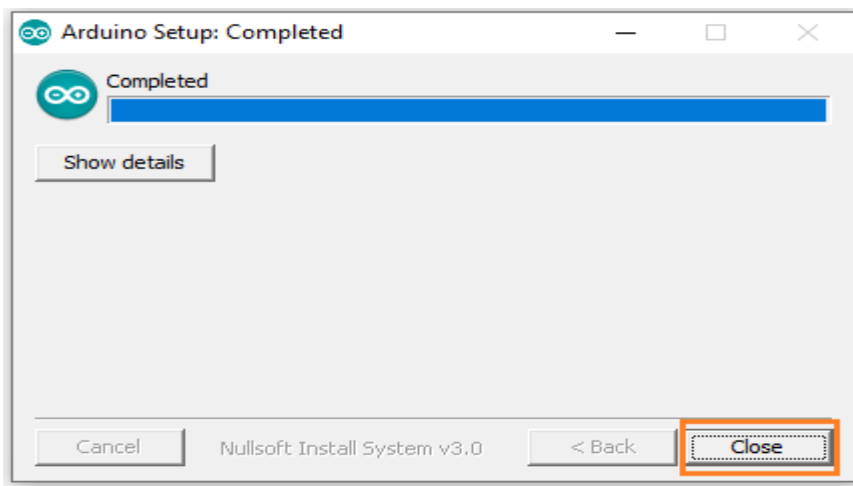 Arduino Setup: Completed
Completed
Show details
Cancel
Nullsoft Install System v3.0
< Back
Close